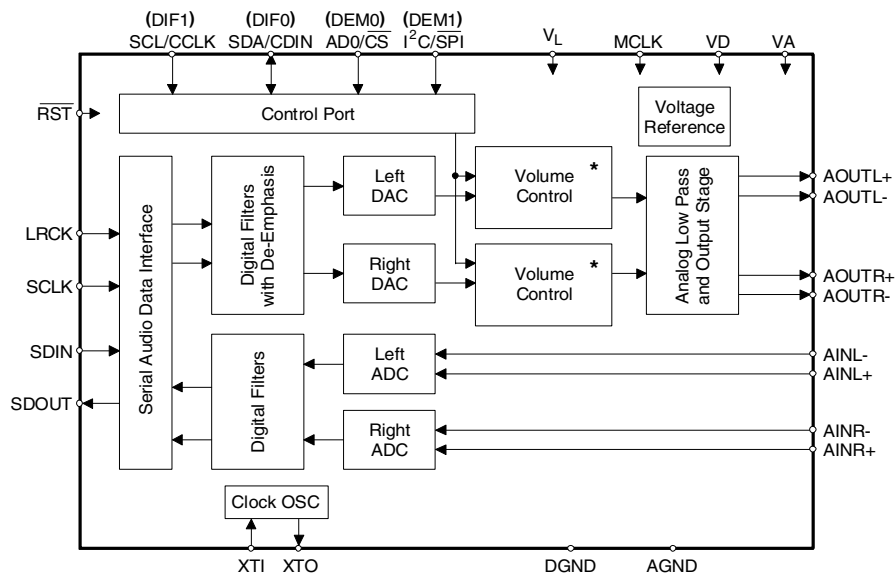 (DIF1) (DIF0) (DEM0) (DEM1)
SCL/CCLK SDA/CDIN AD0/C̅S̅ I²C/S̅P̅I̅ VL MCLK VD VA
R̅S̅T̅
Control Port
Voltage
Reference
Serial Audio Data Interface
Digital Filters
with De-Emphasis
Left
DAC
Volume
Control
*
Analog Low Pass
and Output Stage
AOUTL+
AOUTL-
LRCK
Right
DAC
Volume
Control
*
AOUTR+
AOUTR-
SCLK
SDIN
SDOUT
Digital Filters
Left
ADC
AINL-
AINL+
Right
ADC
AINR-
AINR+
Clock OSC
XTI XTO DGND AGND